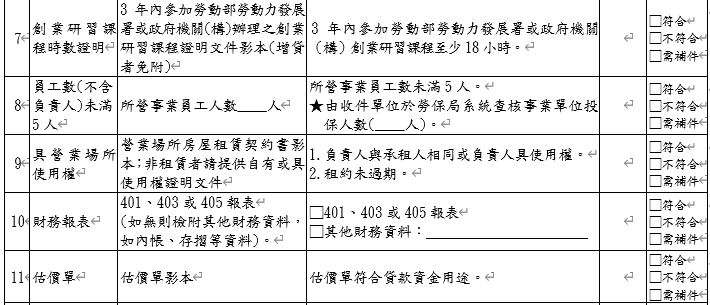 7
創業研習課
程時數證明
3 年內參加勞動部勞動力發展
署或政府機關(構)辦理之創業
研習課程證明文件影本(增貸
者免附)
3 年內參加勞動部勞動力發展署或政府機關
（構）創業研習課程至少 18 小時。
□符合
□不符合
□需補件
8
員工數(不含
負責人)未滿
5 人
所營事業員工人數____人
所營事業員工數未滿 5 人。
★由收件單位於勞保局系統查核事業單位投
保人數(____人)。
□符合
□不符合
□需補件
9
具營業場所
使用權
營業場所房屋租賃契約書影
本;非租賃者請提供自有或具
使用權證明文件
1.負責人與承租人相同或負責人具使用權。
2.租約未過期。
□符合
□不符合
□需補件
10
財務報表
401、403 或 405 報表
(如無則檢附其他財務資料，
如內帳、存摺等資料)。
□401、403 或 405 報表
□其他財務資料：____________________
□符合
□不符合
□需補件
11
估價單
估價單影本
估價單符合貸款資金用途。
□符合
□不符合
□需補件